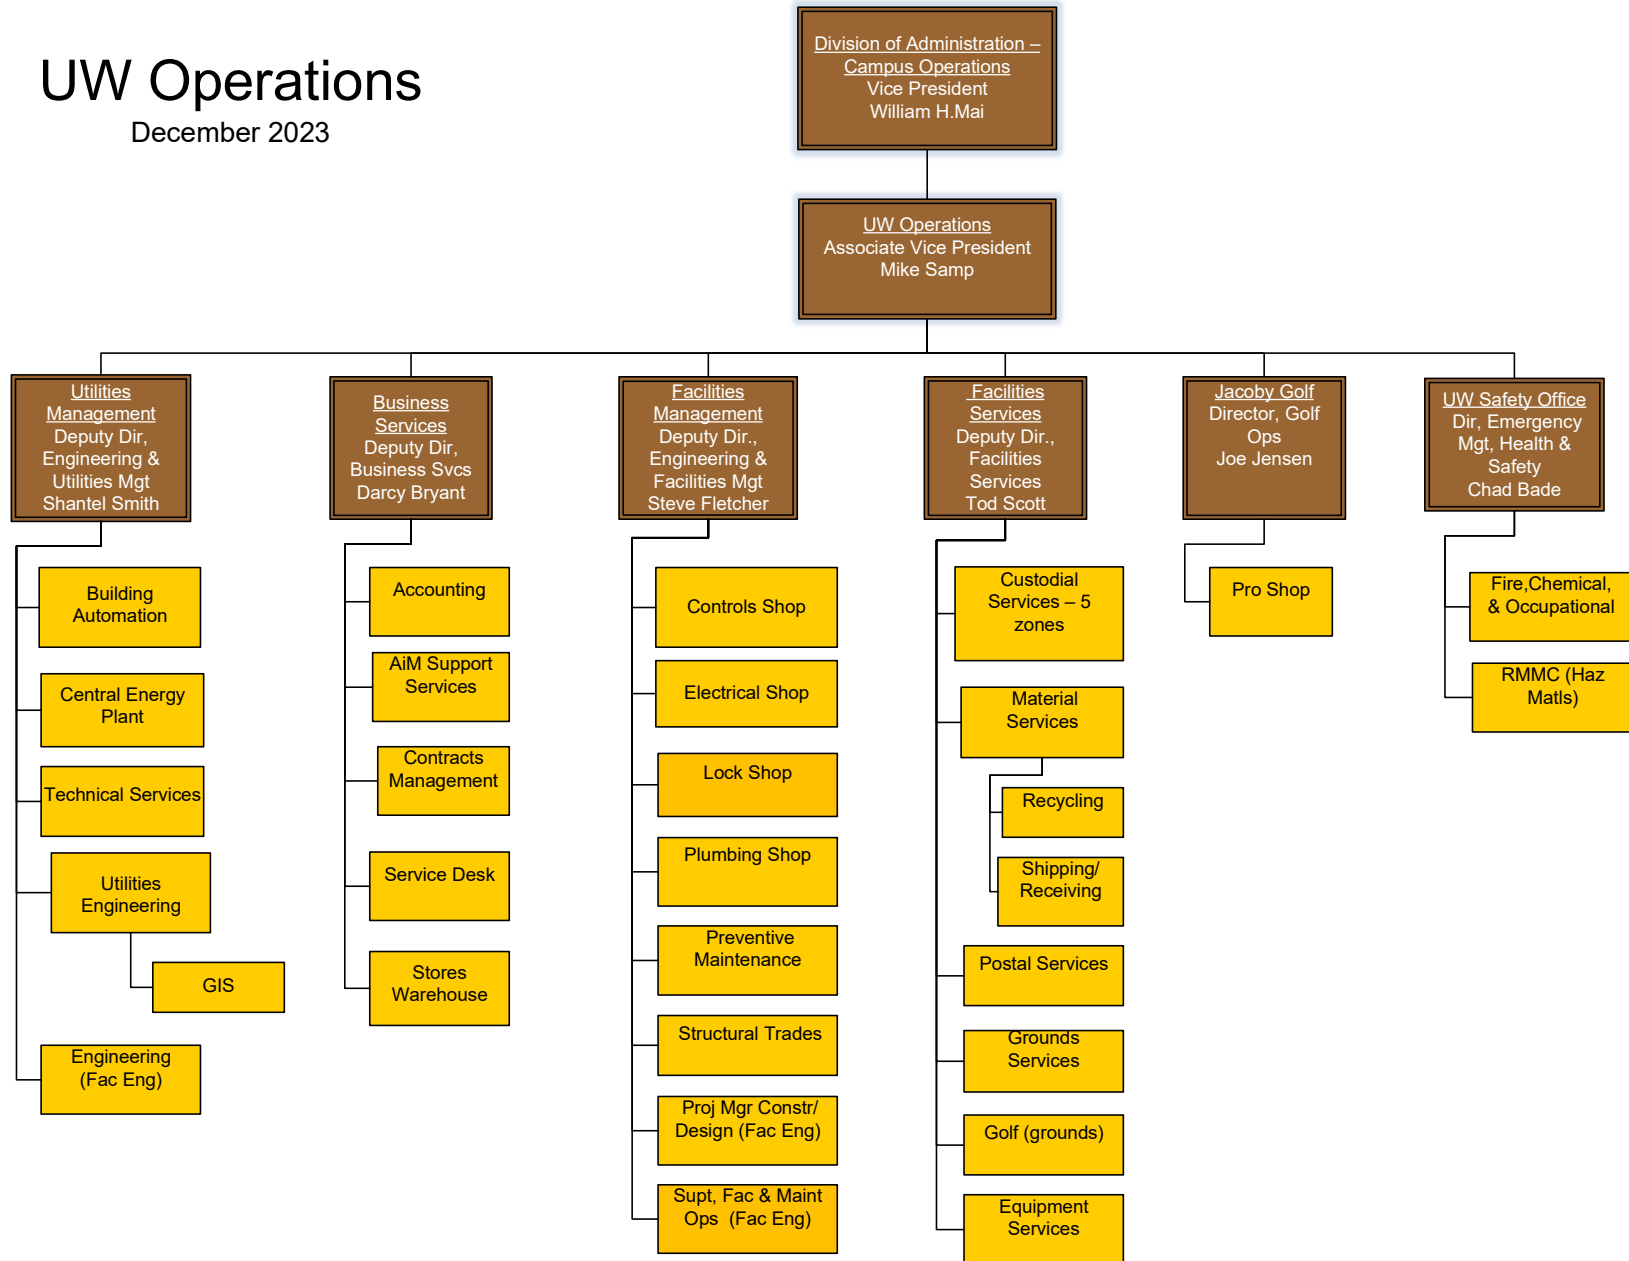 UW Operations
December 2023
Division of Administration –
Campus Operations
Vice President
William H.Mai
UW Operations
Associate Vice President
Mike Samp
Utilities
Management
Deputy Dir,
Engineering &
Utilities Mgt
Shantel Smith
Business
Services
Deputy Dir,
Business Svcs
Darcy Bryant
Facilities
Management
Deputy Dir.,
Engineering &
Facilities Mgt
Steve Fletcher
Facilities
Services
Deputy Dir.,
Facilities
Services
Tod Scott
Jacoby Golf
Director, Golf
Ops
Joe Jensen
UW Safety Office
Dir, Emergency
Mgt, Health &
Safety
Chad Bade
Building
Automation
Central Energy
Plant
Technical Services
Utilities
Engineering
GIS
Engineering
(Fac Eng)
Accounting
AiM Support
Services
Contracts
Management
Service Desk
Stores
Warehouse
Controls Shop
Electrical Shop
Lock Shop
Plumbing Shop
Preventive
Maintenance
Structural Trades
Proj Mgr Constr/
Design (Fac Eng)
Supt, Fac & Maint
Ops (Fac Eng)
Custodial
Services – 5
zones
Material
Services
Recycling
Shipping/
Receiving
Postal Services
Grounds
Services
Golf (grounds)
Equipment
Services
Pro Shop
Fire,Chemical,
& Occupational
RMMC (Haz
Matls)